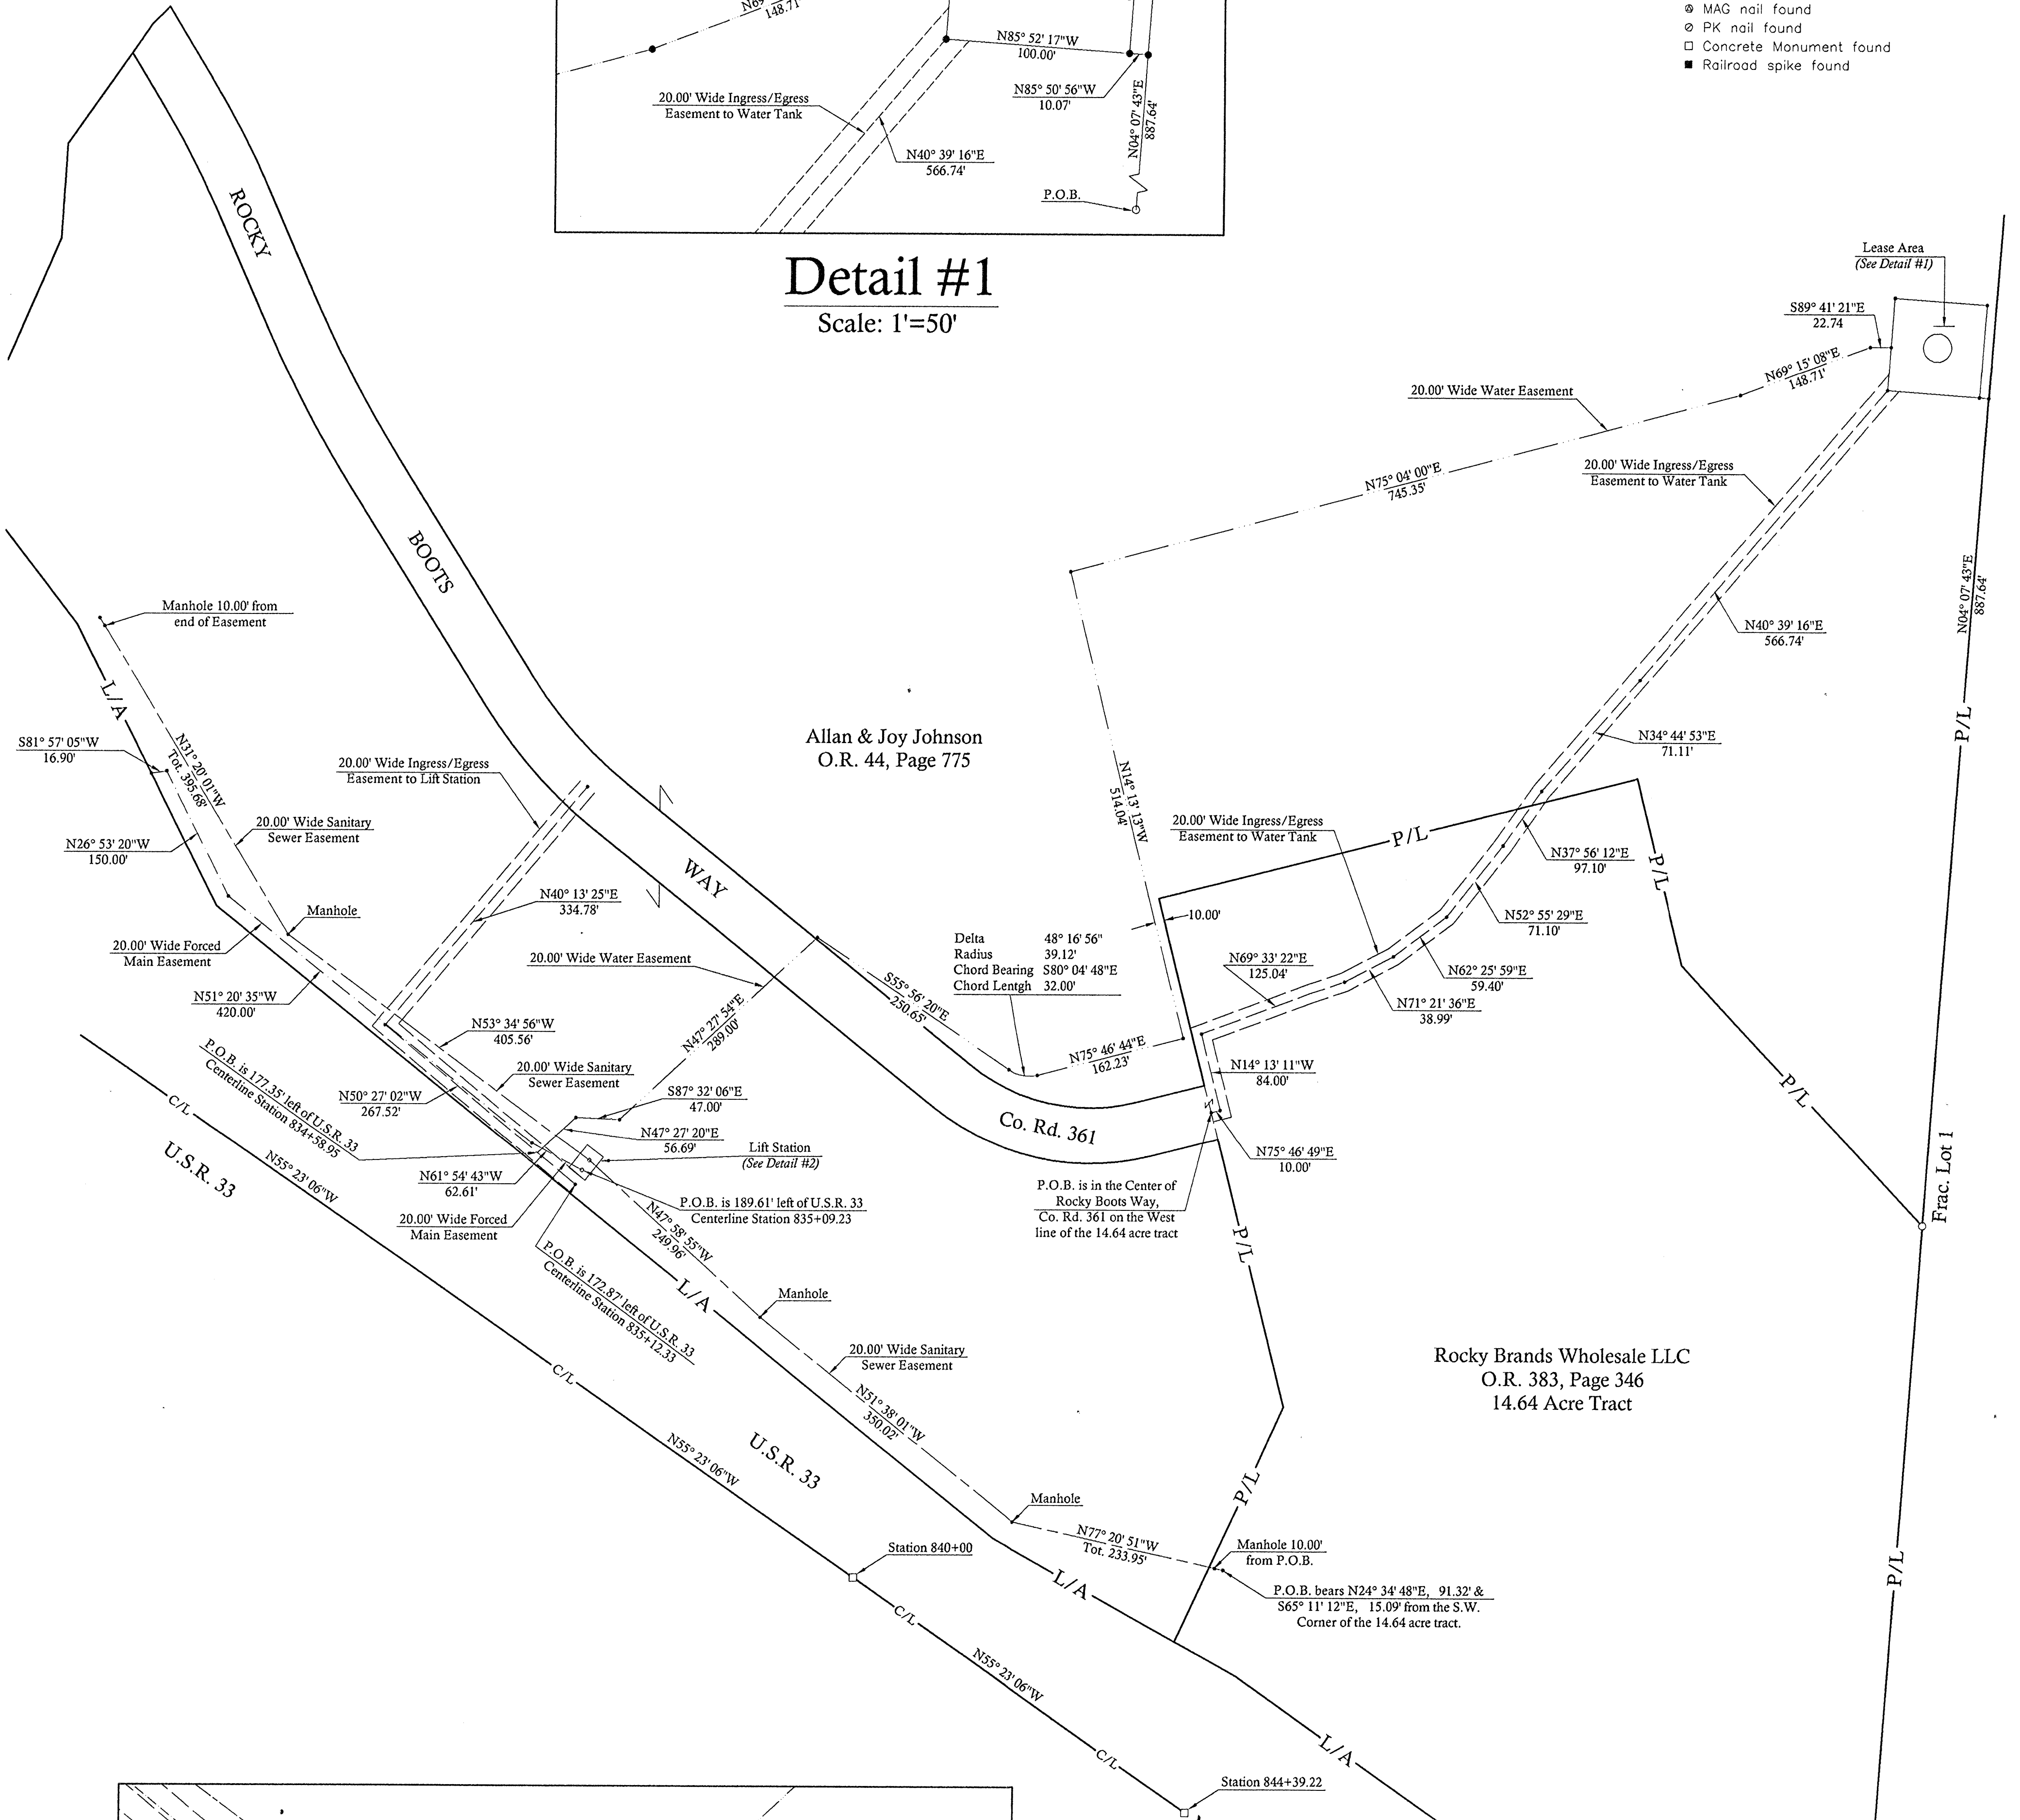 MAG nail found
PK nail found
Concrete Monument found
Railroad spike found
148.71'
N85° 52' 17"W
100.00'
N85° 50' 56"W
10.07'
20.00' Wide Ingress/Egress
Easement to Water Tank
N04° 07' 43"E
887.64'
N40° 39' 16"E
566.74'
P.O.B.
Detail #1
Scale: 1'=50'
ROCKY
BOOTS
WAY
Co. Rd. 361
Lease Area
(See Detail #1)
S89° 41' 21"E
22.74
N69° 15' 08"E
148.71'
20.00' Wide Water Easement
N75° 04' 00"E
745.35'
20.00' Wide Ingress/Egress
Easement to Water Tank
N04° 07' 43"E
887.64'
N40° 39' 16"E
566.74'
P/L
N34° 44' 53"E
71.11'
Manhole 10.00' from
end of Easement
L/A
S81° 57' 05"W
16.90'
N31° 20' 01"W
Tot. 395.68'
20.00' Wide Ingress/Egress
Easement to Lift Station
Allan & Joy Johnson
O.R. 44, Page 775
N14° 13' 13"W
514.04'
20.00' Wide Ingress/Egress
Easement to Water Tank
P/L
P/L
N37° 56' 12"E
97.10'
20.00' Wide Sanitary
Sewer Easement
N26° 53' 20"W
150.00'
N40° 13' 25"E
334.78'
Manhole
20.00' Wide Forced
Main Easement
20.00' Wide Water Easement
10.00'
N52° 55' 29"E
71.10'
Delta 48° 16' 56"
Radius 39.12'
Chord Bearing S80° 04' 48"E
Chord Lentgh 32.00'
N69° 33' 22"E
125.04'
N62° 25' 59"E
59.40'
N71° 21' 36"E
38.99'
N51° 20' 35"W
420.00'
N53° 34' 56"W
405.56'
N47° 27' 54"E
289.00'
S55° 56' 20"E
250.65'
N75° 46' 44"E
162.23'
N14° 13' 11"W
84.00'
P/L
P.O.B. is 177.35' left of U.S.R. 33
Centerline Station 834+58.95
20.00' Wide Sanitary
Sewer Easement
N50° 27' 02"W
267.52'
S87° 32' 06"E
47.00'
N47° 27' 20"E
56.69'
Lift Station
(See Detail #2)
N75° 46' 49"E
10.00'
C/L
U.S.R. 33
N55° 23' 06"W
N61° 54' 43"W
62.61'
20.00' Wide Forced
Main Easement
P.O.B. is 189.61' left of U.S.R. 33
Centerline Station 835+09.23
P.O.B. is in the Center of
Rocky Boots Way,
Co. Rd. 361 on the West
line of the 14.64 acre tract
P/L
Frac. Lot 1
N47° 58' 55"W
249.96'
P.O.B. is 172.87' left of U.S.R. 33
Centerline Station 835+12.33
L/A
Manhole
20.00' Wide Sanitary
Sewer Easement
Rocky Brands Wholesale LLC
O.R. 383, Page 346
14.64 Acre Tract
C/L
N51° 38' 01"W
350.02'
N55° 23' 06"W
U.S.R. 33
P/L
Manhole
N77° 20' 51"W
Tot. 233.95'
Manhole 10.00'
from P.O.B.
Station 840+00
P/L
L/A
P.O.B. bears N24° 34' 48"E, 91.32' &
S65° 11' 12"E, 15.09' from the S.W.
Corner of the 14.64 acre tract.
C/L
N55° 23' 06"W
C/L
L/A
Station 844+39.22